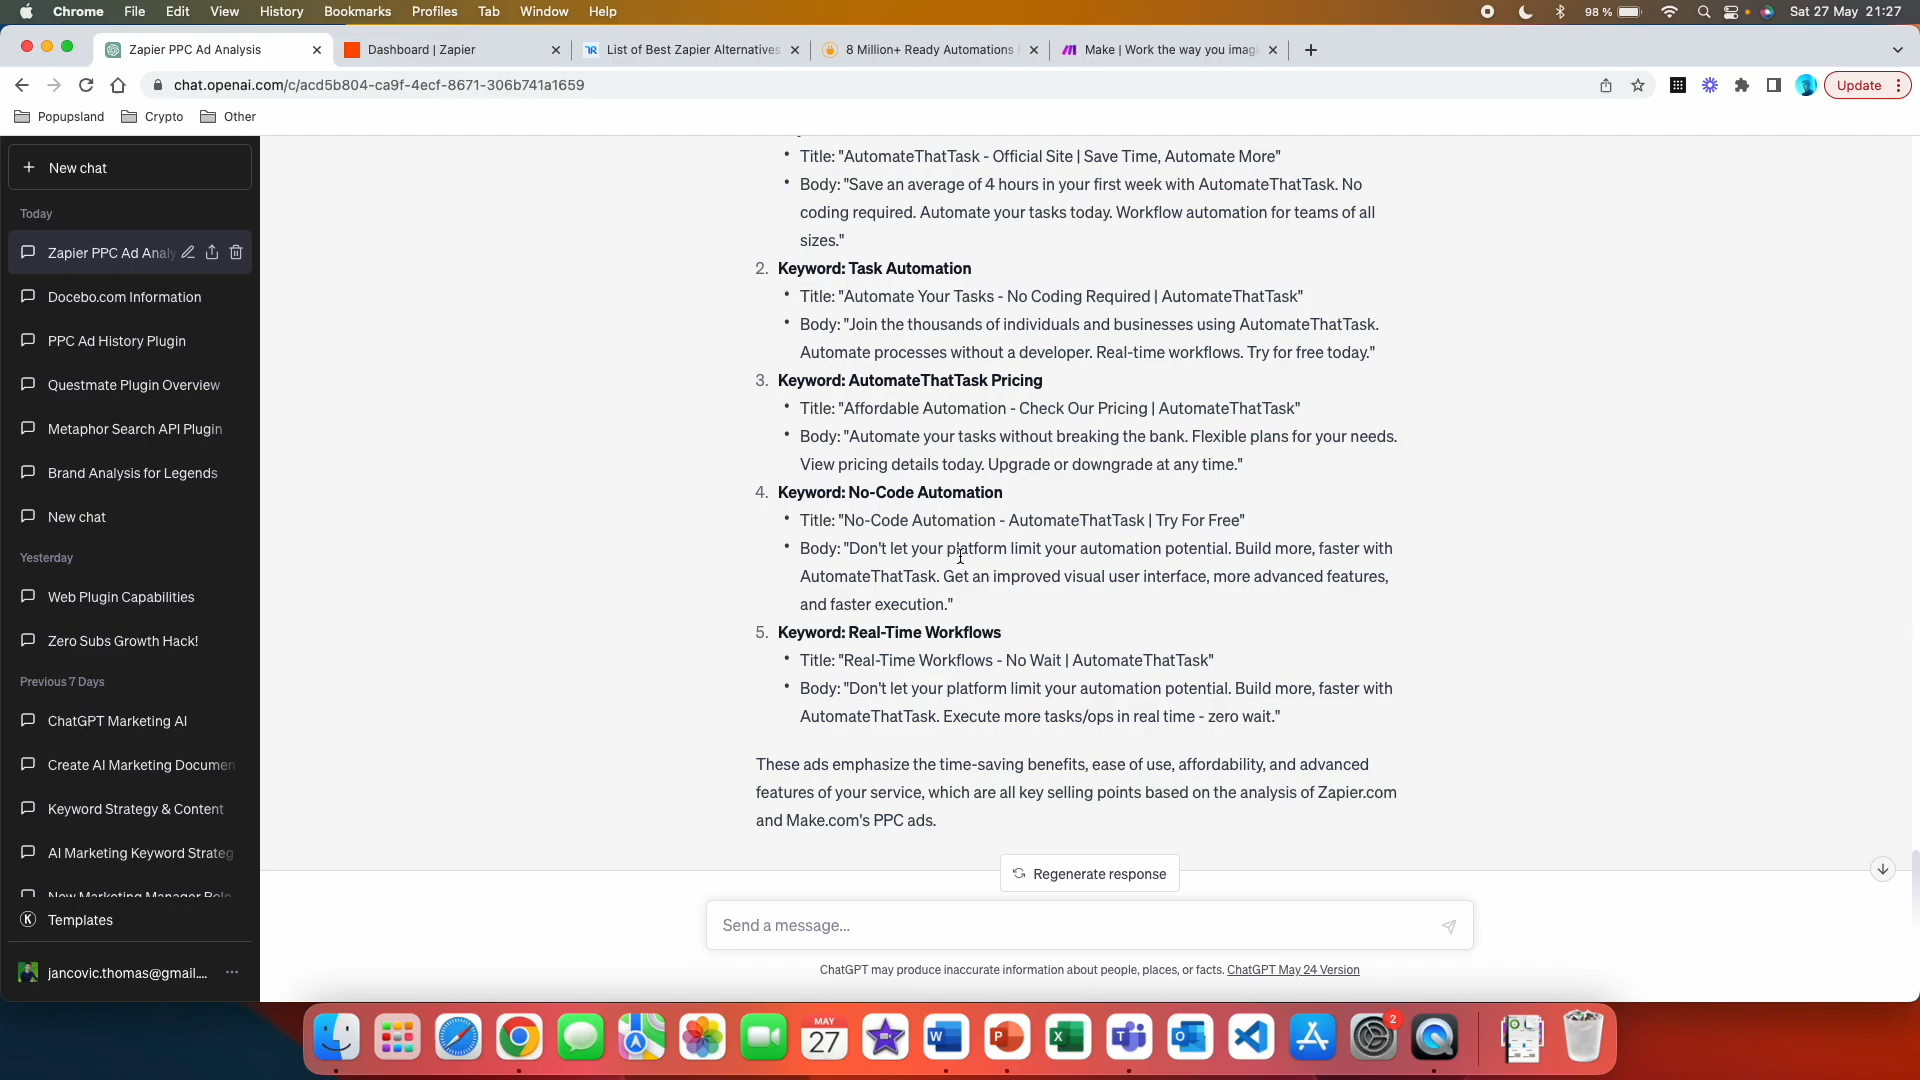 Chrome File Edit View History Bookmarks Profiles Tab Window Help 98 % Sat 27 May 21:27
Zapier PPC Ad Analysis Dashboard | Zapier List of Best Zapier Alternatives 8 Million+ Ready Automations Make | Work the way you imagi
chat.openai.com/c/acd5b804-ca9f-4ecf-8671-306b741a1659 Update
Popupsland Crypto Other
New chat
Today
Zapier PPC Ad Analy
Docebo.com Information
PPC Ad History Plugin
Questmate Plugin Overview
Metaphor Search API Plugin
Brand Analysis for Legends
New chat
Yesterday
Web Plugin Capabilities
Zero Subs Growth Hack!
Previous 7 Days
ChatGPT Marketing AI
Create AI Marketing Documen
Keyword Strategy & Content
AI Marketing Keyword Strateg
New Marketing Manager Role
Templates
jancovic.thomas@gmail....
• Title: "AutomateThatTask - Official Site | Save Time, Automate More"
• Body: "Save an average of 4 hours in your first week with AutomateThatTask. No
coding required. Automate your tasks today. Workflow automation for teams of all
sizes."
2. Keyword: Task Automation
• Title: "Automate Your Tasks - No Coding Required | AutomateThatTask"
• Body: "Join the thousands of individuals and businesses using AutomateThatTask.
Automate processes without a developer. Real-time workflows. Try for free today."
3. Keyword: AutomateThatTask Pricing
• Title: "Affordable Automation - Check Our Pricing | AutomateThatTask"
• Body: "Automate your tasks without breaking the bank. Flexible plans for your needs.
View pricing details today. Upgrade or downgrade at any time."
4. Keyword: No-Code Automation
• Title: "No-Code Automation - AutomateThatTask | Try For Free"
• Body: "Don't let your platform limit your automation potential. Build more, faster with
AutomateThatTask. Get an improved visual user interface, more advanced features,
and faster execution."
5. Keyword: Real-Time Workflows
• Title: "Real-Time Workflows - No Wait | AutomateThatTask"
• Body: "Don't let your platform limit your automation potential. Build more, faster with
AutomateThatTask. Execute more tasks/ops in real time - zero wait."
These ads emphasize the time-saving benefits, ease of use, affordability, and advanced
features of your service, which are all key selling points based on the analysis of Zapier.com
and Make.com's PPC ads.
Regenerate response
Send a message...
ChatGPT may produce inaccurate information about people, places, or facts. ChatGPT May 24 Version
MAY
27
2